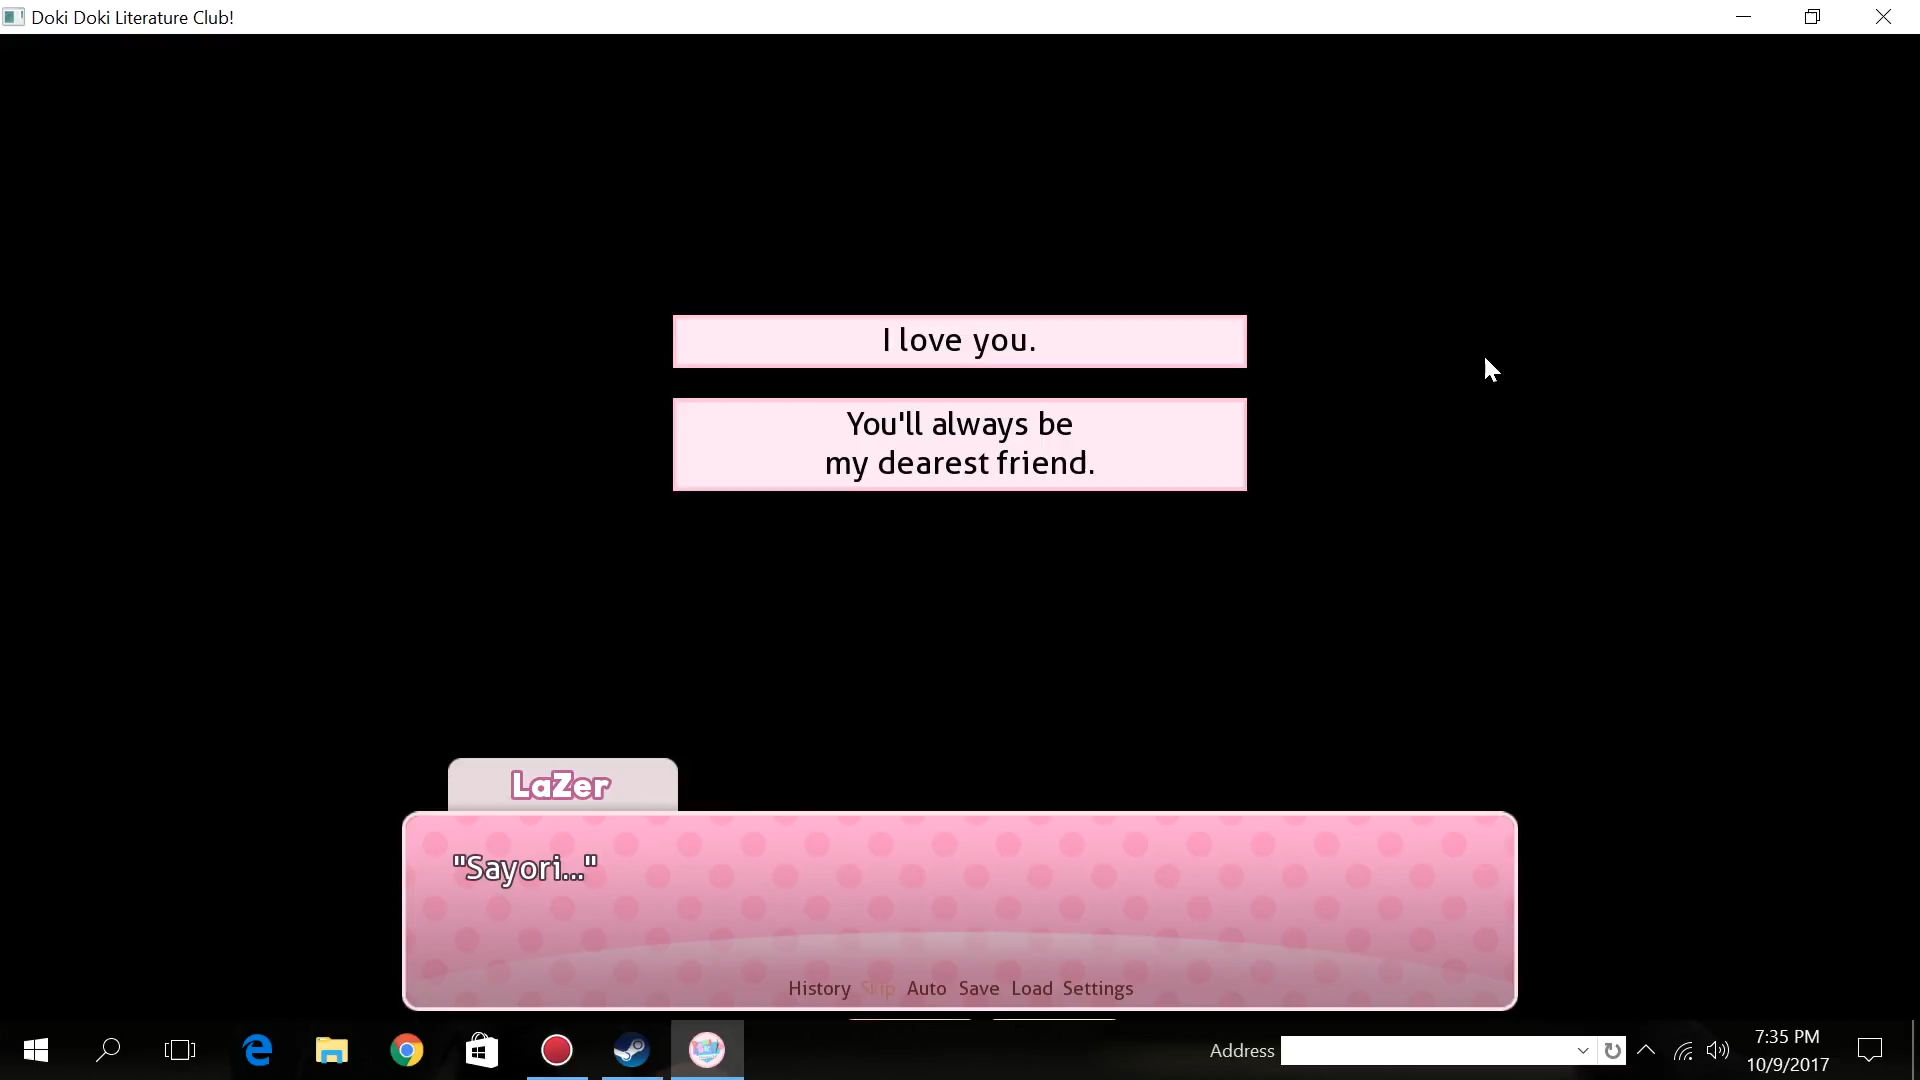 Doki Doki Literature Club!
I love you.
You'll always be
my dearest friend.
LaZer
"Sayori..."
History Skip Auto Save Load Settings
Address
7:35 PM
10/9/2017